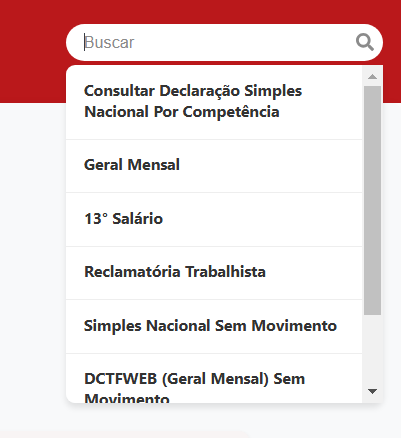 Buscar
Consultar Declaração Simples
Nacional Por Competência
Geral Mensal
13° Salário
Reclamatória Trabalhista
Simples Nacional Sem Movimento
DCTFWEB (Geral Mensal) Sem
Movimento